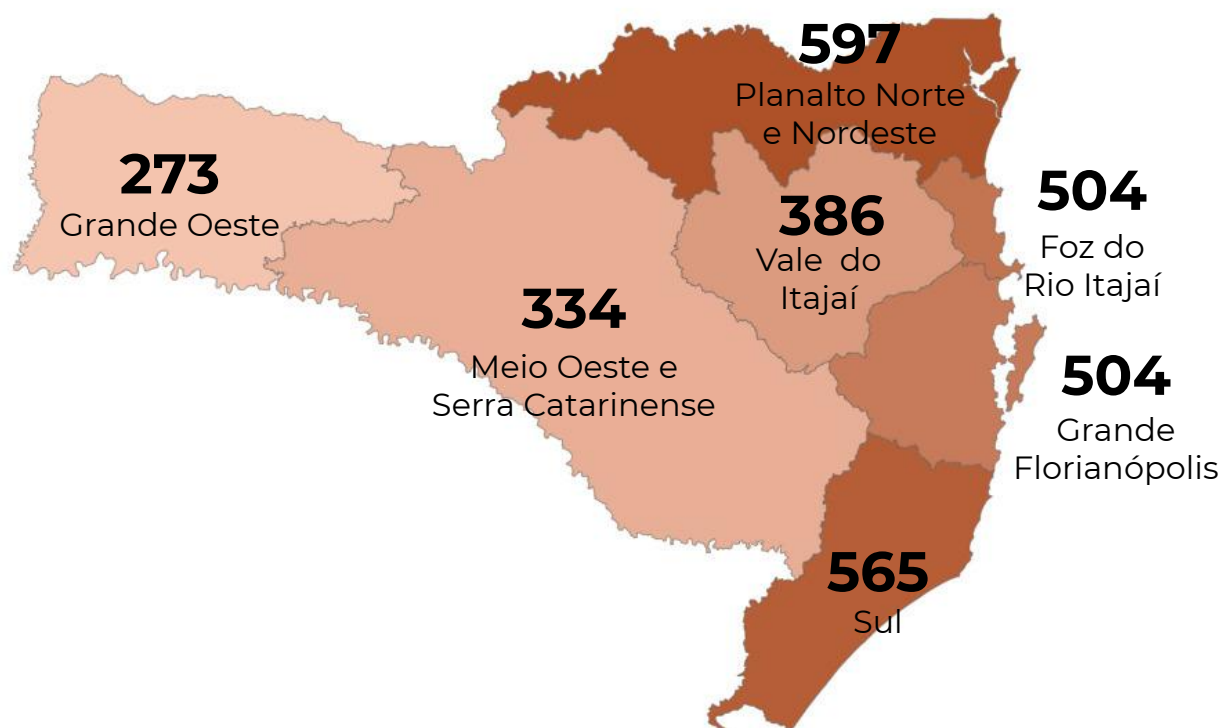 597
Planalto Norte
e Nordeste
273
Grande Oeste
504
Foz do
Rio Itajaí
386
Vale do
Itajaí
334
Meio Oeste e
Serra Catarinense
504
Grande
Florianópolis
565
Sul